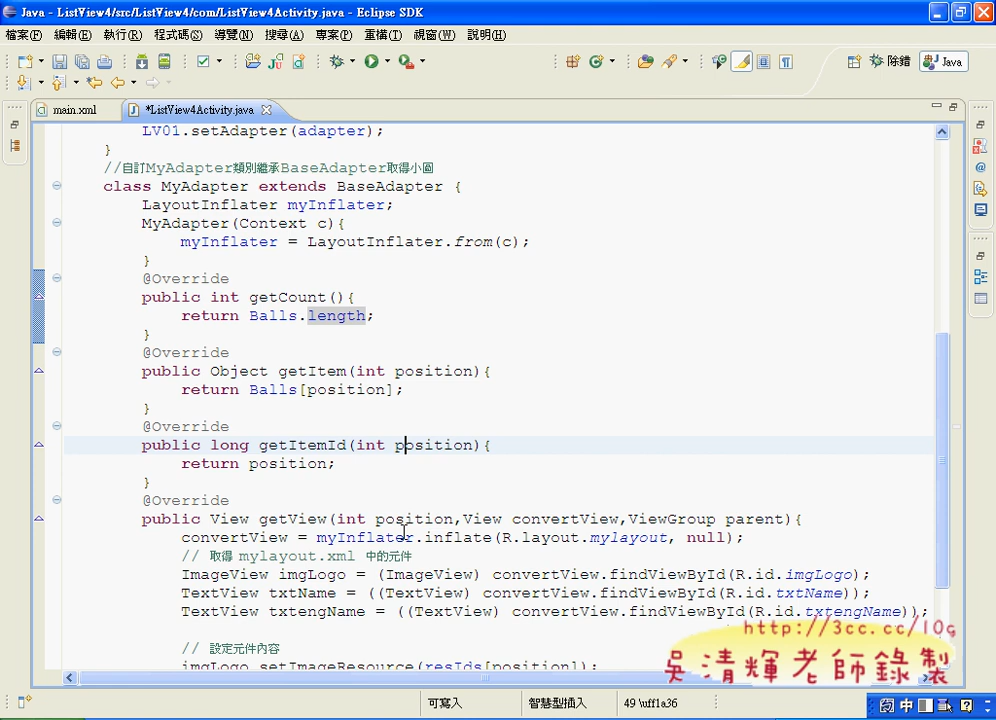 Java - ListView4/src/ListView4/com/ListView4Activity.java - Eclipse SDK
檔案(F) 編輯(E) 執行(R) 程式碼(S) 導覽(N) 搜尋(A) 專案(P) 重構(T) 視窗(W) 說明(H)
除錯 Java
main.xml *ListView4Activity.java
LV01.setAdapter(adapter);
}
//自訂MyAdapter類別繼承BaseAdapter取得小圖
class MyAdapter extends BaseAdapter {
LayoutInflater myInflater;
MyAdapter(Context c){
myInflater = LayoutInflater.from(c);
}
@Override
public int getCount(){
return Balls.length;
}
@Override
public Object getItem(int position){
return Balls[position];
}
@Override
public long getItemId(int position){
return position;
}
@Override
public View getView(int position,View convertView,ViewGroup parent){
convertView = myInflater.inflate(R.layout.mylayout, null);
// 取得 mylayout.xml 中的元件
ImageView imgLogo = (ImageView) convertView.findViewById(R.id.imgLogo);
TextView txtName = ((TextView) convertView.findViewById(R.id.txtName));
TextView txtengName = ((TextView) convertView.findViewById(R.id.txtengName));
http://3cc.cc/10g
// 設定元件內容
吳清輝老師錄製
imgLogo.setImageResource(resIds[position]);
可寫入 智慧型插入 49 \uff1a36
中